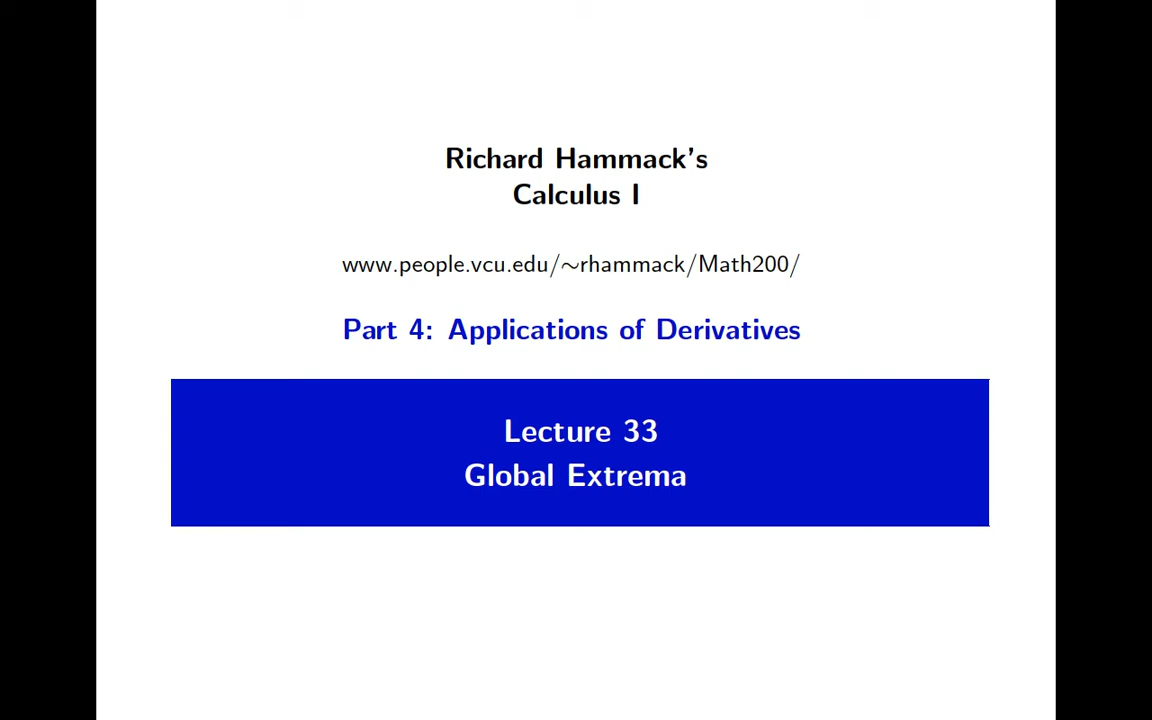 Richard Hammack's
Calculus I
www.people.vcu.edu/~rhammack/Math200/
Part 4: Applications of Derivatives
Lecture 33
Global Extrema